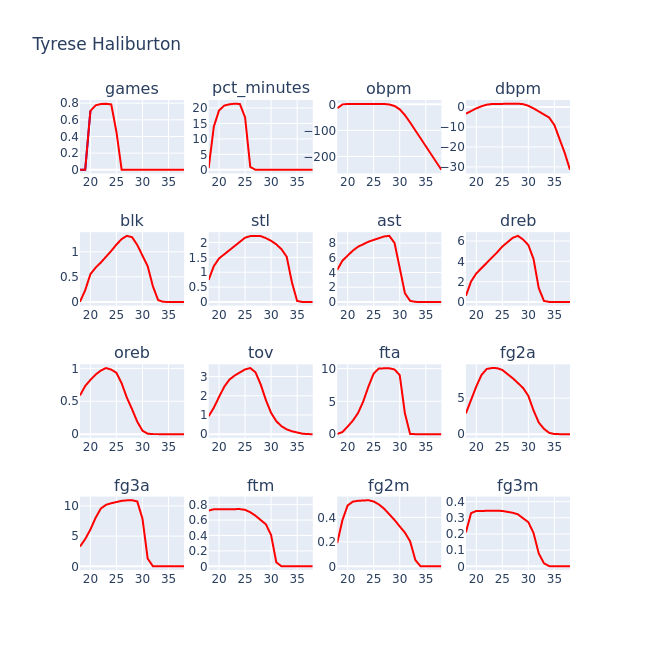 Tyrese Haliburton
games pct_minutes obpm dbpm
0.8 0.6 0.4 0.2 0
20 15 10 5 0
0 −100 −200
0 −10 −20 −30
20 25 30 35 20 25 30 35 20 25 30 35 20 25 30 35
blk stl ast dreb
1 0.5 0
2 1.5 1 0.5 0
8 6 4 2 0
6 4 2 0
20 25 30 35 20 25 30 35 20 25 30 35 20 25 30 35
oreb tov fta fg2a
1 0.5 0
3 2 1 0
10 5 0
5 0
20 25 30 35 20 25 30 35 20 25 30 35 20 25 30 35
fg3a ftm fg2m fg3m
10 5 0
0.8 0.6 0.4 0.2 0
0.4 0.2 0
0.4 0.3 0.2 0.1 0
20 25 30 35 20 25 30 35 20 25 30 35 20 25 30 35